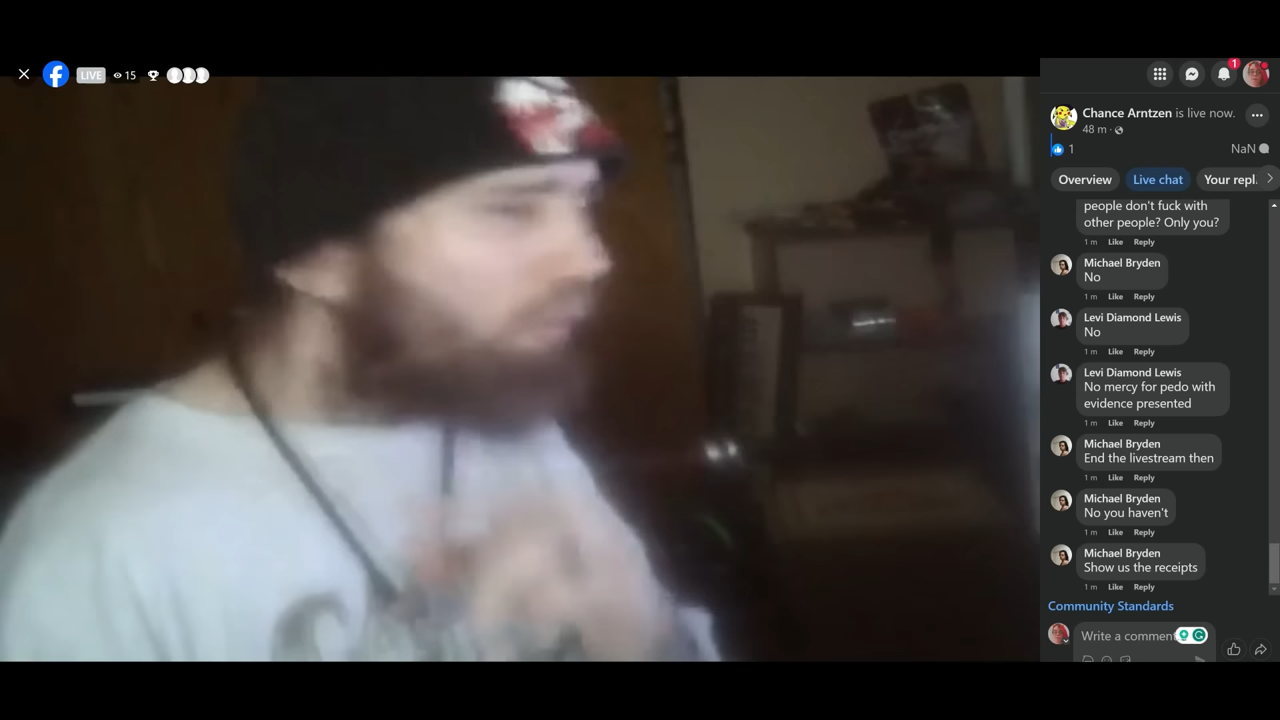 LIVE
15
1
Chance Arntzen is live now.
48 m ·
1
NaN
Overview
Live chat
Your repl
people don't fuck with
other people? Only you?
1 m Like Reply
Michael Bryden
No
1 m Like Reply
Levi Diamond Lewis
No
1 m Like Reply
Levi Diamond Lewis
No mercy for pedo with
evidence presented
1 m Like Reply
Michael Bryden
End the livestream then
1 m Like Reply
Michael Bryden
No you haven't
1 m Like Reply
Michael Bryden
Show us the receipts
1 m Like Reply
Community Standards
Write a comment